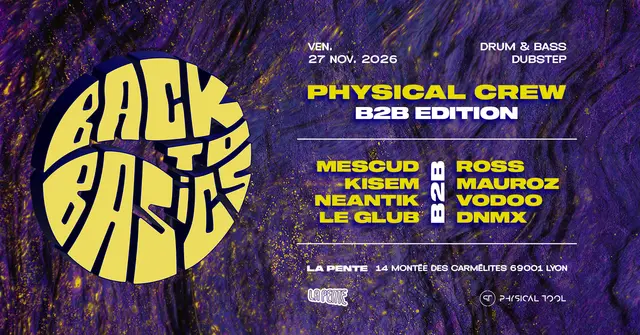 BACK
TO
BASICS
VEN.
27 NOV. 2026
DRUM & BASS
DUBSTEP
PHYSICAL CREW
B2B EDITION
MESCUD
KISEM
NEANTIK
LE GLUB
B2B
ROSS
MAUROZ
VODOO
DNMX
LA PENTE 14 MONTÉE DES CARMÉLITES 69001 LYON
LA PENTE
PT PHYSICAL TOOL